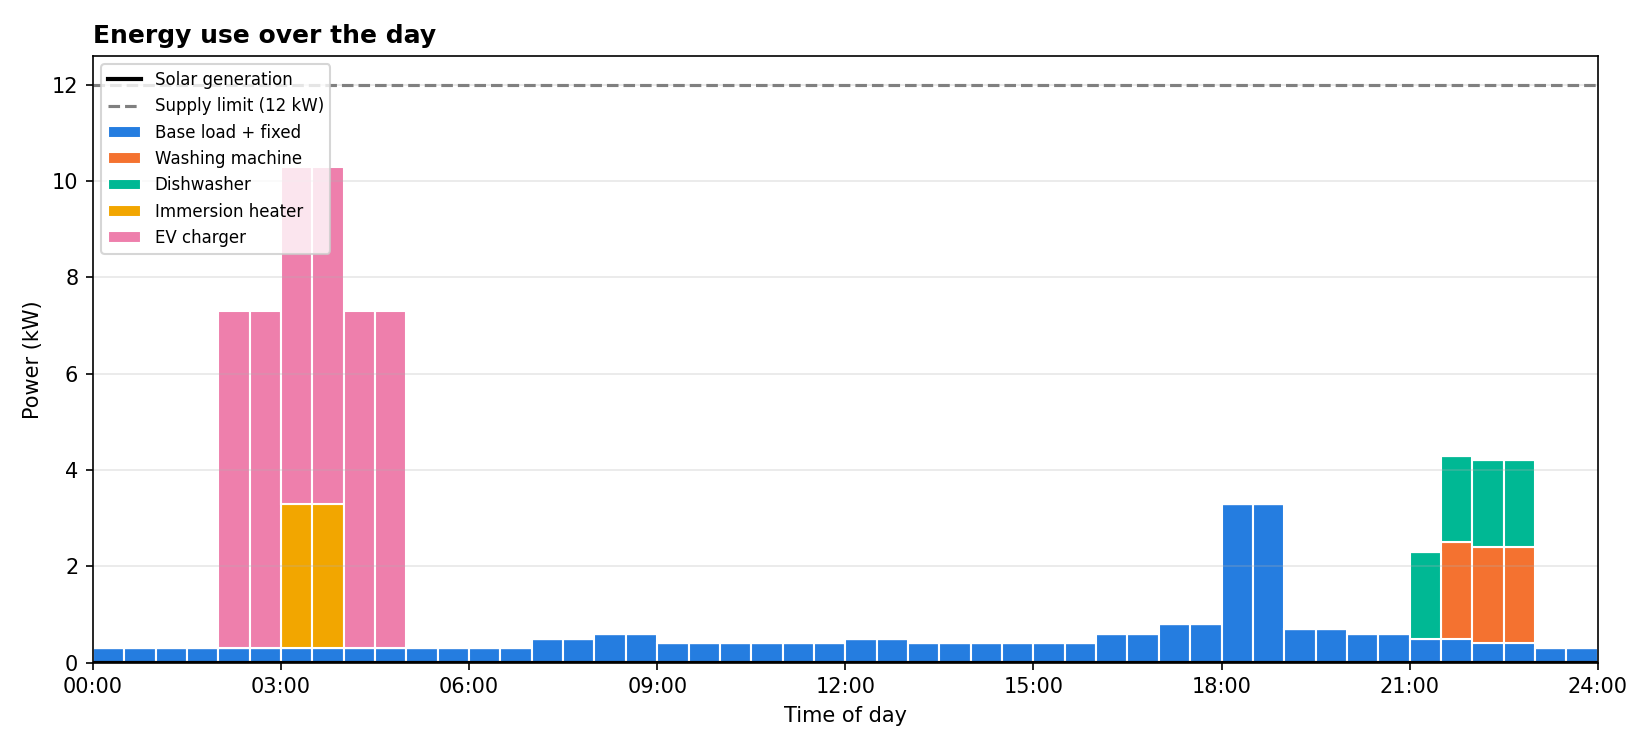 Energy use over the day
Solar generation
Supply limit (12 kW)
Base load + fixed
Washing machine
Dishwasher
Immersion heater
EV charger
Power (kW)
12
10
8
6
4
2
0
00:00 03:00 06:00 09:00 12:00 15:00 18:00 21:00 24:00
Time of day